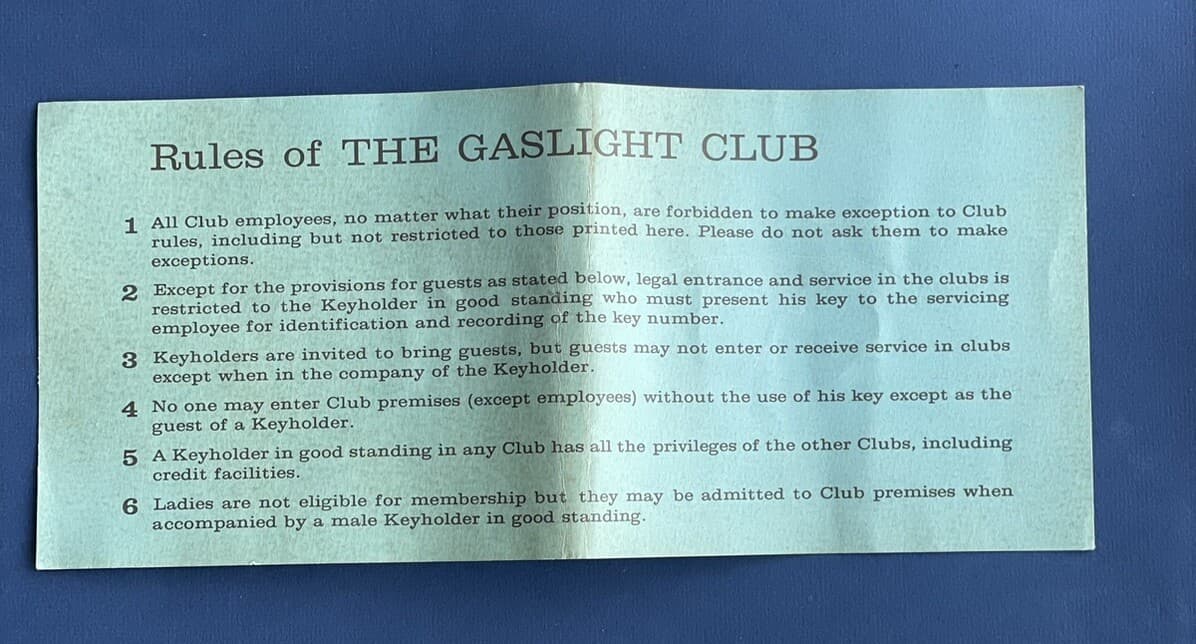 Rules of THE GASLIGHT CLUB
1 All Club employees, no matter what their position, are forbidden to make exception to Club
rules, including but not restricted to those printed here. Please do not ask them to make
exceptions.
2 Except for the provisions for guests as stated below, legal entrance and service in the clubs is
restricted to the Keyholder in good standing who must present his key to the servicing
employee for identification and recording of the key number.
3 Keyholders are invited to bring guests, but guests may not enter or receive service in clubs
except when in the company of the Keyholder.
4 No one may enter Club premises (except employees) without the use of his key except as the
guest of a Keyholder.
5 A Keyholder in good standing in any Club has all the privileges of the other Clubs, including
credit facilities.
6 Ladies are not eligible for membership but they may be admitted to Club premises when
accompanied by a male Keyholder in good standing.